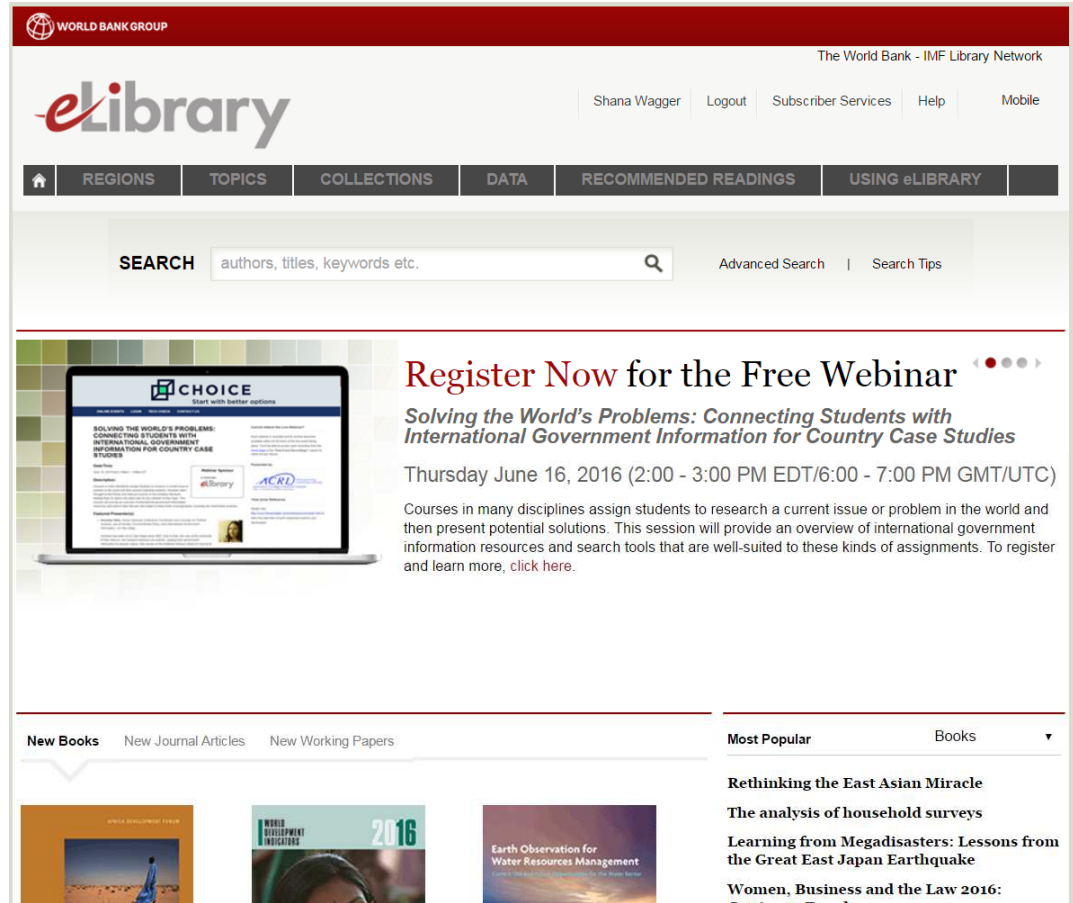 WORLD BANK GROUP
The World Bank - IMF Library Network
eLibrary
Shana Wagger Logout Subscriber Services Help Mobile
REGIONS TOPICS COLLECTIONS DATA RECOMMENDED READINGS USING eLIBRARY
SEARCH authors, titles, keywords etc. Advanced Search | Search Tips
Register Now for the Free Webinar
Solving the World's Problems: Connecting Students with
International Government Information for Country Case Studies
Thursday June 16, 2016 (2:00 - 3:00 PM EDT/6:00 - 7:00 PM GMT/UTC)
Courses in many disciplines assign students to research a current issue or problem in the world and
then present potential solutions. This session will provide an overview of international government
information resources and search tools that are well-suited to these kinds of assignments. To register
and learn more, click here.
CHOICE
Start with better options
ONLINE EVENTS LOGIN TECH CHECK CONTACT US
SOLVING THE WORLD'S PROBLEMS:
CONNECTING STUDENTS WITH
INTERNATIONAL GOVERNMENT
INFORMATION FOR COUNTRY CASE
STUDIES
Webinar Sponsor
eLibrary
ACRL
New Books New Journal Articles New Working Papers
Most Popular Books
Rethinking the East Asian Miracle
The analysis of household surveys
Learning from Megadisasters: Lessons from
the Great East Japan Earthquake
Women, Business and the Law 2016:
AFRICA DEVELOPMENT FORUM
WORLD
DEVELOPMENT
INDICATORS
2016
Earth Observation for
Water Resources Management